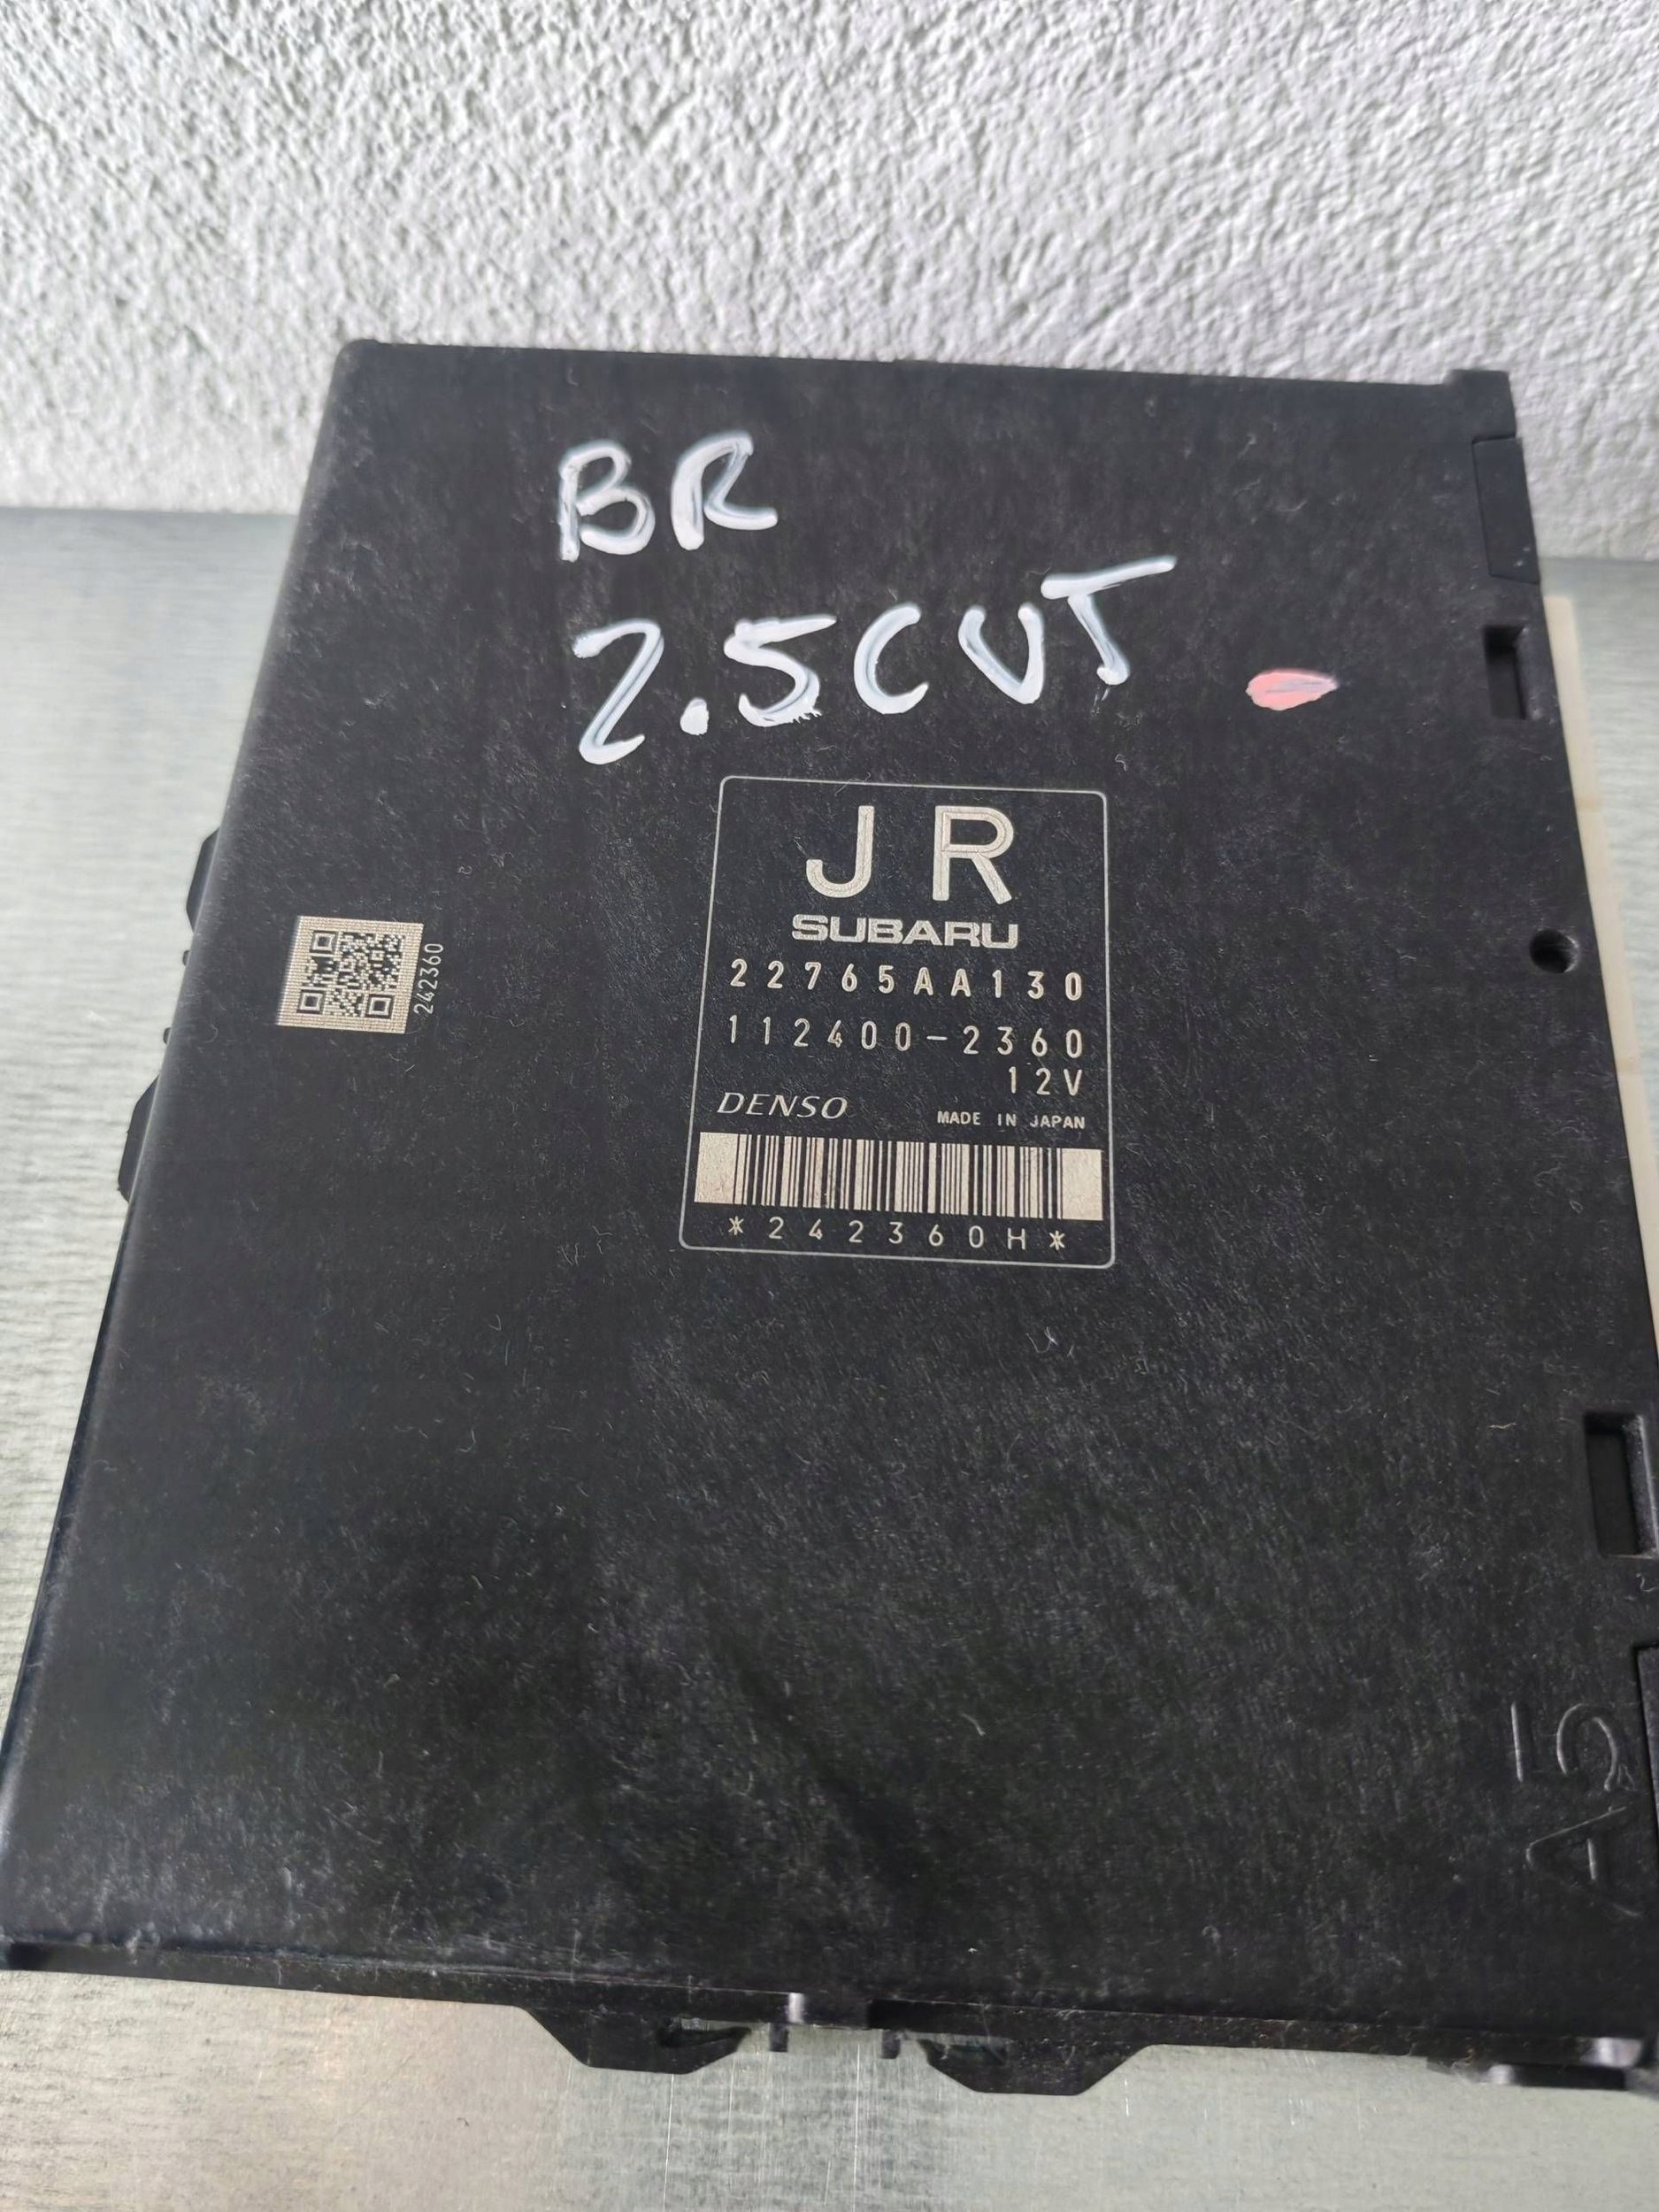 BR
2.5CVT
JR
SUBARU
22765AA130
112400-2360
12V
DENSO MADE IN JAPAN
*242360H*
242360
A5